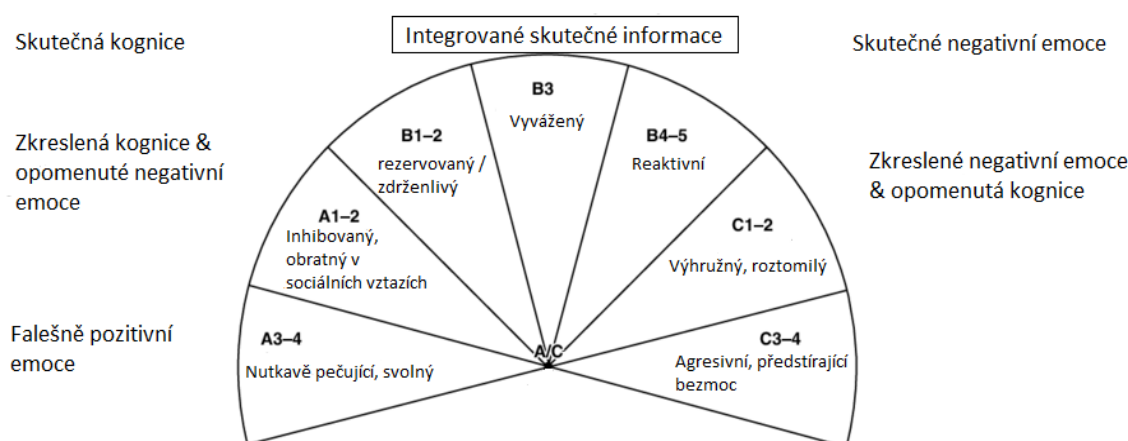 Skutečná kognice
Integrované skutečné informace
Skutečné negativní emoce
B3
Vyvážený
B1–2
rezervovaný /
zdrženlivý
B4–5
Reaktivní
Zkreslená kognice &
opomenuté negativní
emoce
Zkreslené negativní emoce
& opomenutá kognice
A1–2
Inhibovaný,
obratný v
sociálních vztazích
C1–2
Výhružný, roztomilý
Falešně pozitivní
emoce
A3–4
Nutkavě pečující, svolný
A/C
C3–4
Agresivní, předstírající
bezmoc